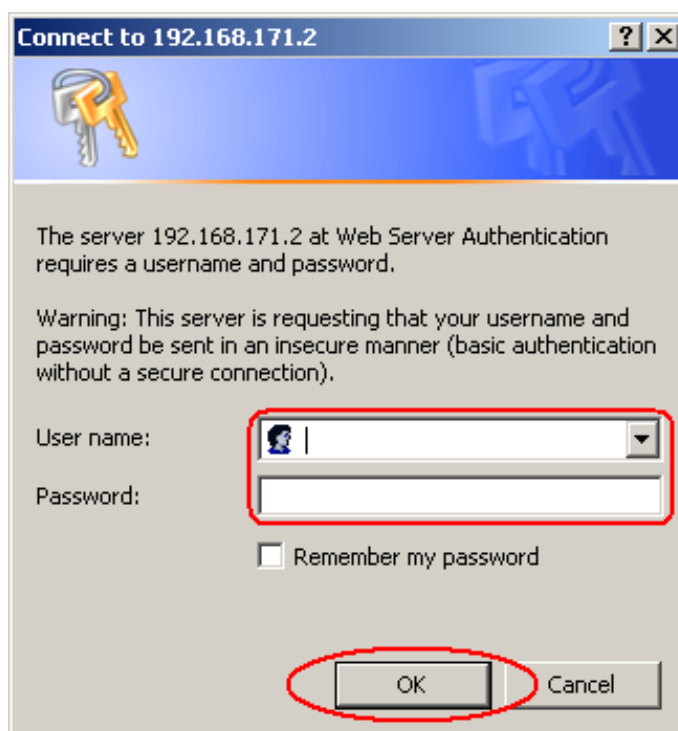 Connect to 192.168.171.2
The server 192.168.171.2 at Web Server Authentication
requires a username and password.
Warning: This server is requesting that your username and
password be sent in an insecure manner (basic authentication
without a secure connection).
User name:
Password:
Remember my password
OK Cancel